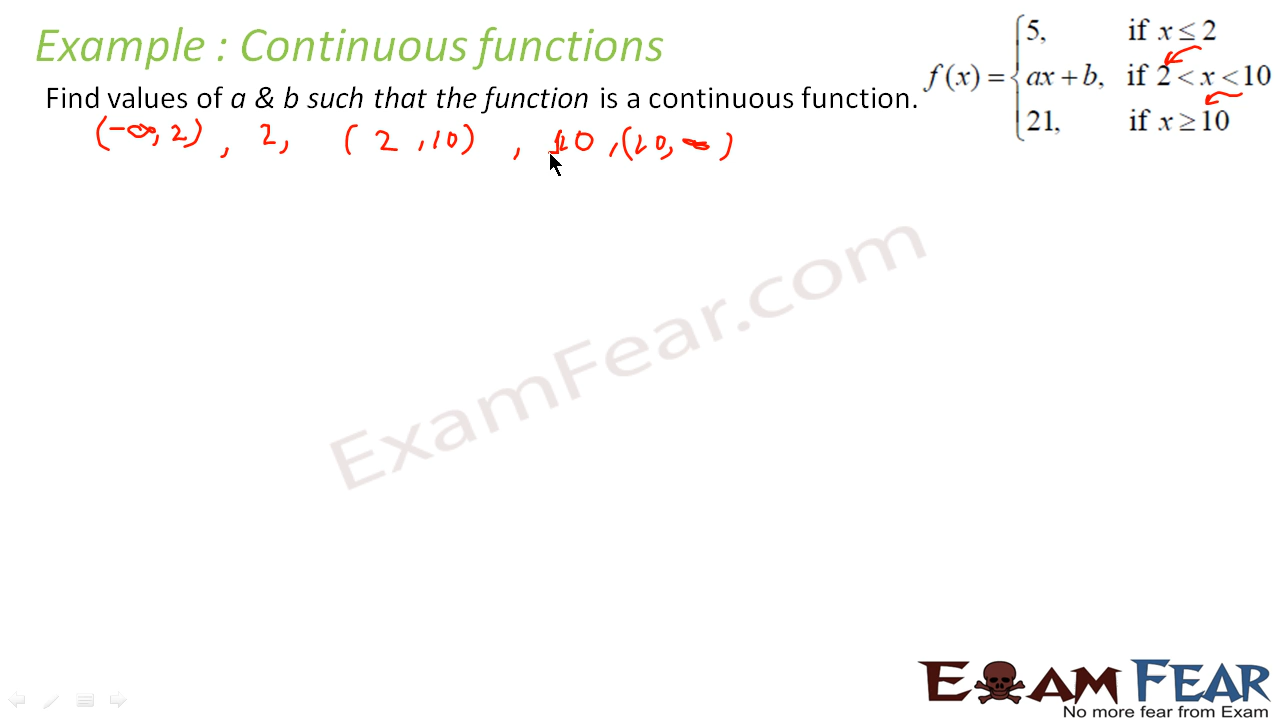 Example : Continuous functions
Find values of a & b such that the function is a continuous function.
f(x) = { 5, if x ≤ 2
ax + b, if 2 < x < 10
21, if x ≥ 10
(-∞, 2) , 2, ( 2 , 10) , 10 , (10, ∞)
ExamFear.com
EXAM FEAR
No more fear from Exam